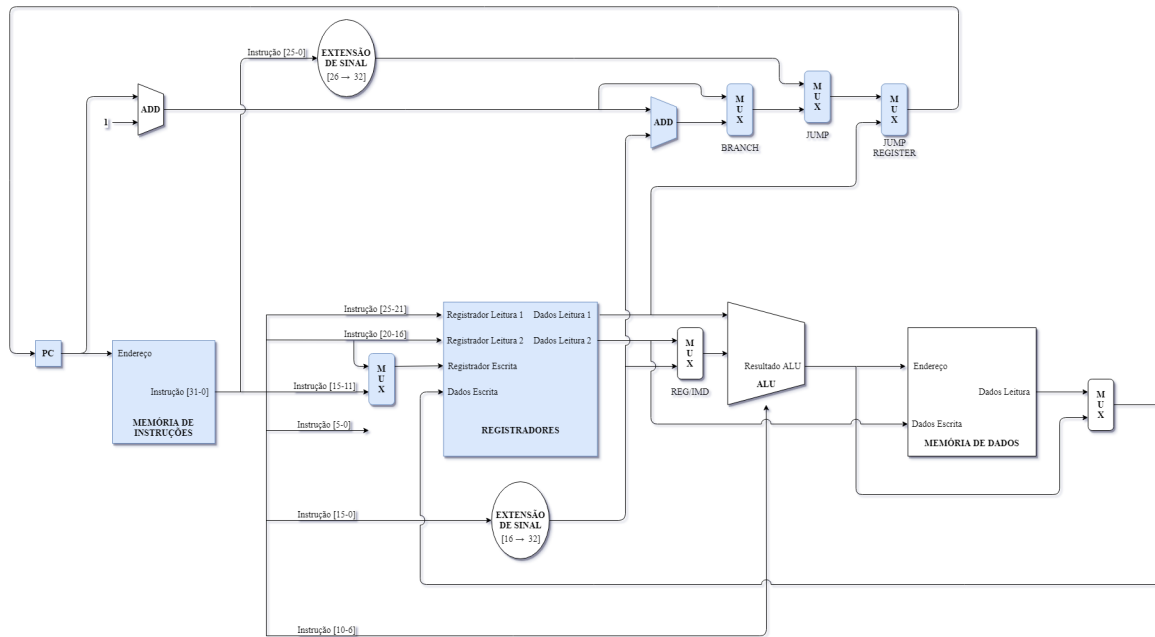 Instrução [25-0]
EXTENSÃO
DE SINAL
[26 → 32]
ADD
1
ADD
M
U
X
BRANCH
M
U
X
JUMP
M
U
X
JUMP
REGISTER
PC
Endereço
Instrução [31-0]
MEMÓRIA DE
INSTRUÇÕES
Instrução [25-21]
Instrução [20-16]
Instrução [15-11]
Instrução [5-0]
Instrução [15-0]
Instrução [10-6]
M
U
X
Registrador Leitura 1
Dados Leitura 1
Registrador Leitura 2
Dados Leitura 2
Registrador Escrita
Dados Escrita
REGISTRADORES
EXTENSÃO
DE SINAL
[16 → 32]
M
U
X
REG/IMD
Resultado ALU
ALU
Endereço
Dados Leitura
Dados Escrita
MEMÓRIA DE DADOS
M
U
X